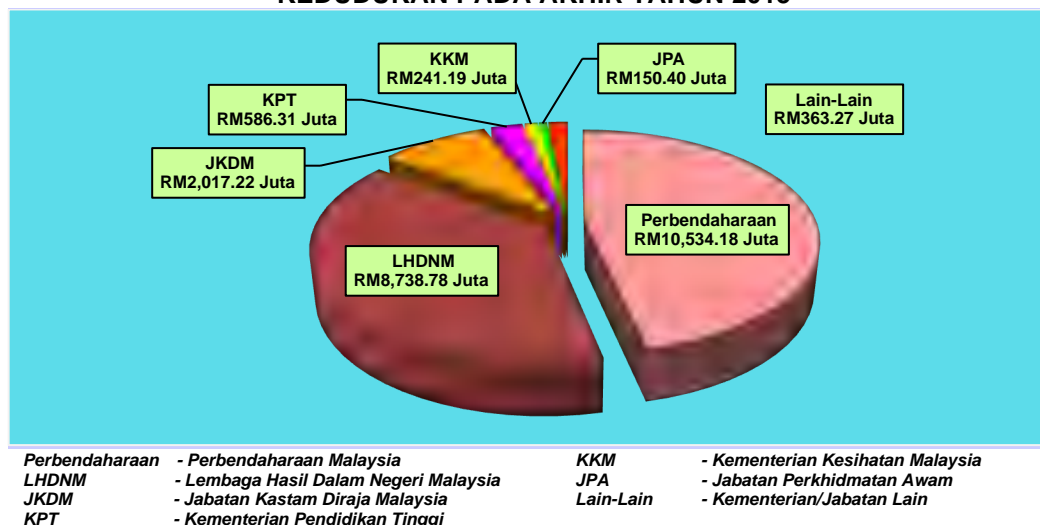 KKM
RM241.19 Juta
JPA
RM150.40 Juta
KPT
RM586.31 Juta
Lain-Lain
RM363.27 Juta
JKDM
RM2,017.22 Juta
Perbendaharaan
RM10,534.18 Juta
LHDNM
RM8,738.78 Juta
Perbendaharaan - Perbendaharaan Malaysia
LHDNM - Lembaga Hasil Dalam Negeri Malaysia
JKDM - Jabatan Kastam Diraja Malaysia
KPT - Kementerian Pendidikan Tinggi
KKM - Kementerian Kesihatan Malaysia
JPA - Jabatan Perkhidmatan Awam
Lain-Lain - Kementerian/Jabatan Lain